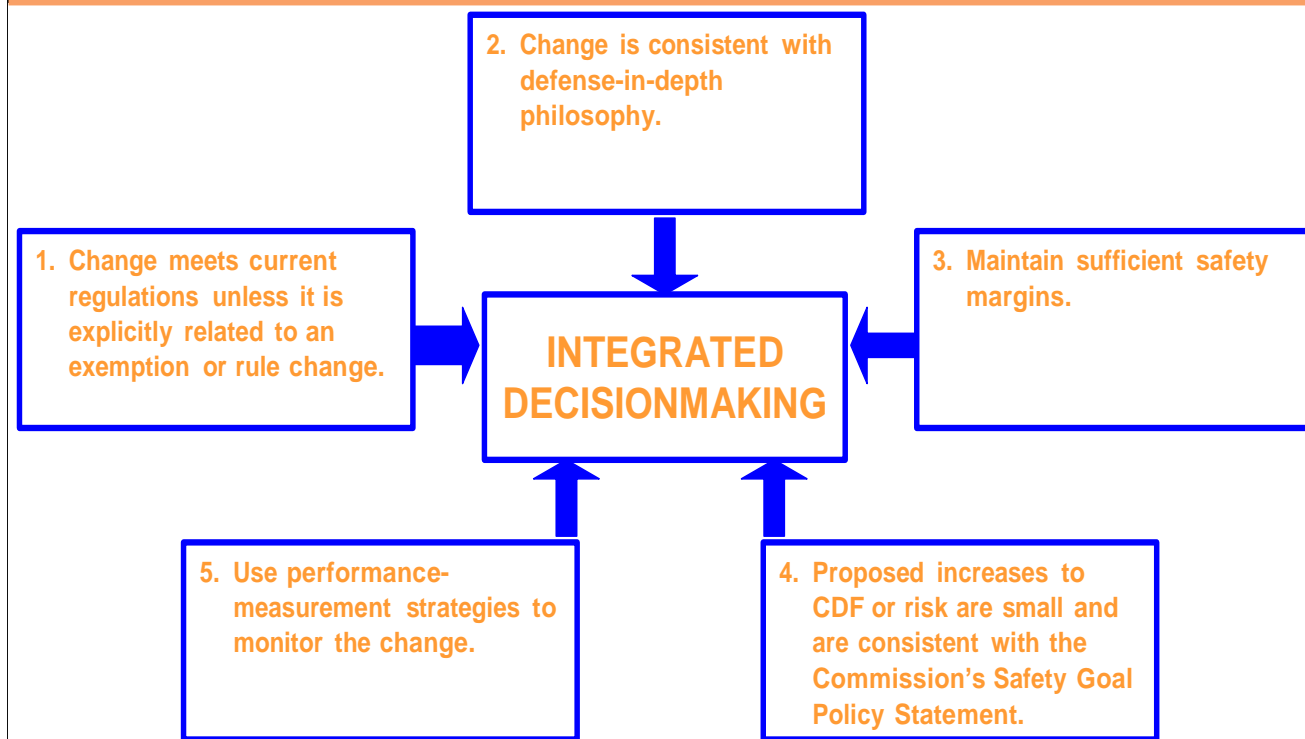 2. Change is consistent with
defense-in-depth
philosophy.
1. Change meets current
regulations unless it is
explicitly related to an
exemption or rule change.
3. Maintain sufficient safety
margins.
INTEGRATED
DECISIONMAKING
5. Use performance-
measurement strategies to
monitor the change.
4. Proposed increases to
CDF or risk are small and
are consistent with the
Commission’s Safety Goal
Policy Statement.